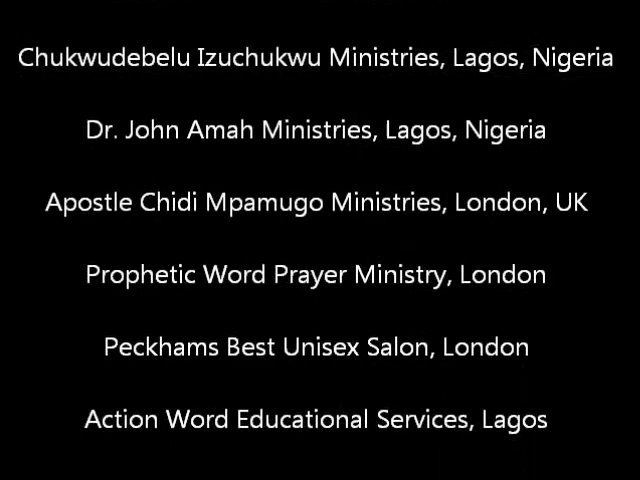 Chukwudebelu Izuchukwu Ministries, Lagos, Nigeria
Dr. John Amah Ministries, Lagos, Nigeria
Apostle Chidi Mpamugo Ministries, London, UK
Prophetic Word Prayer Ministry, London
Peckhams Best Unisex Salon, London
Action Word Educational Services, Lagos